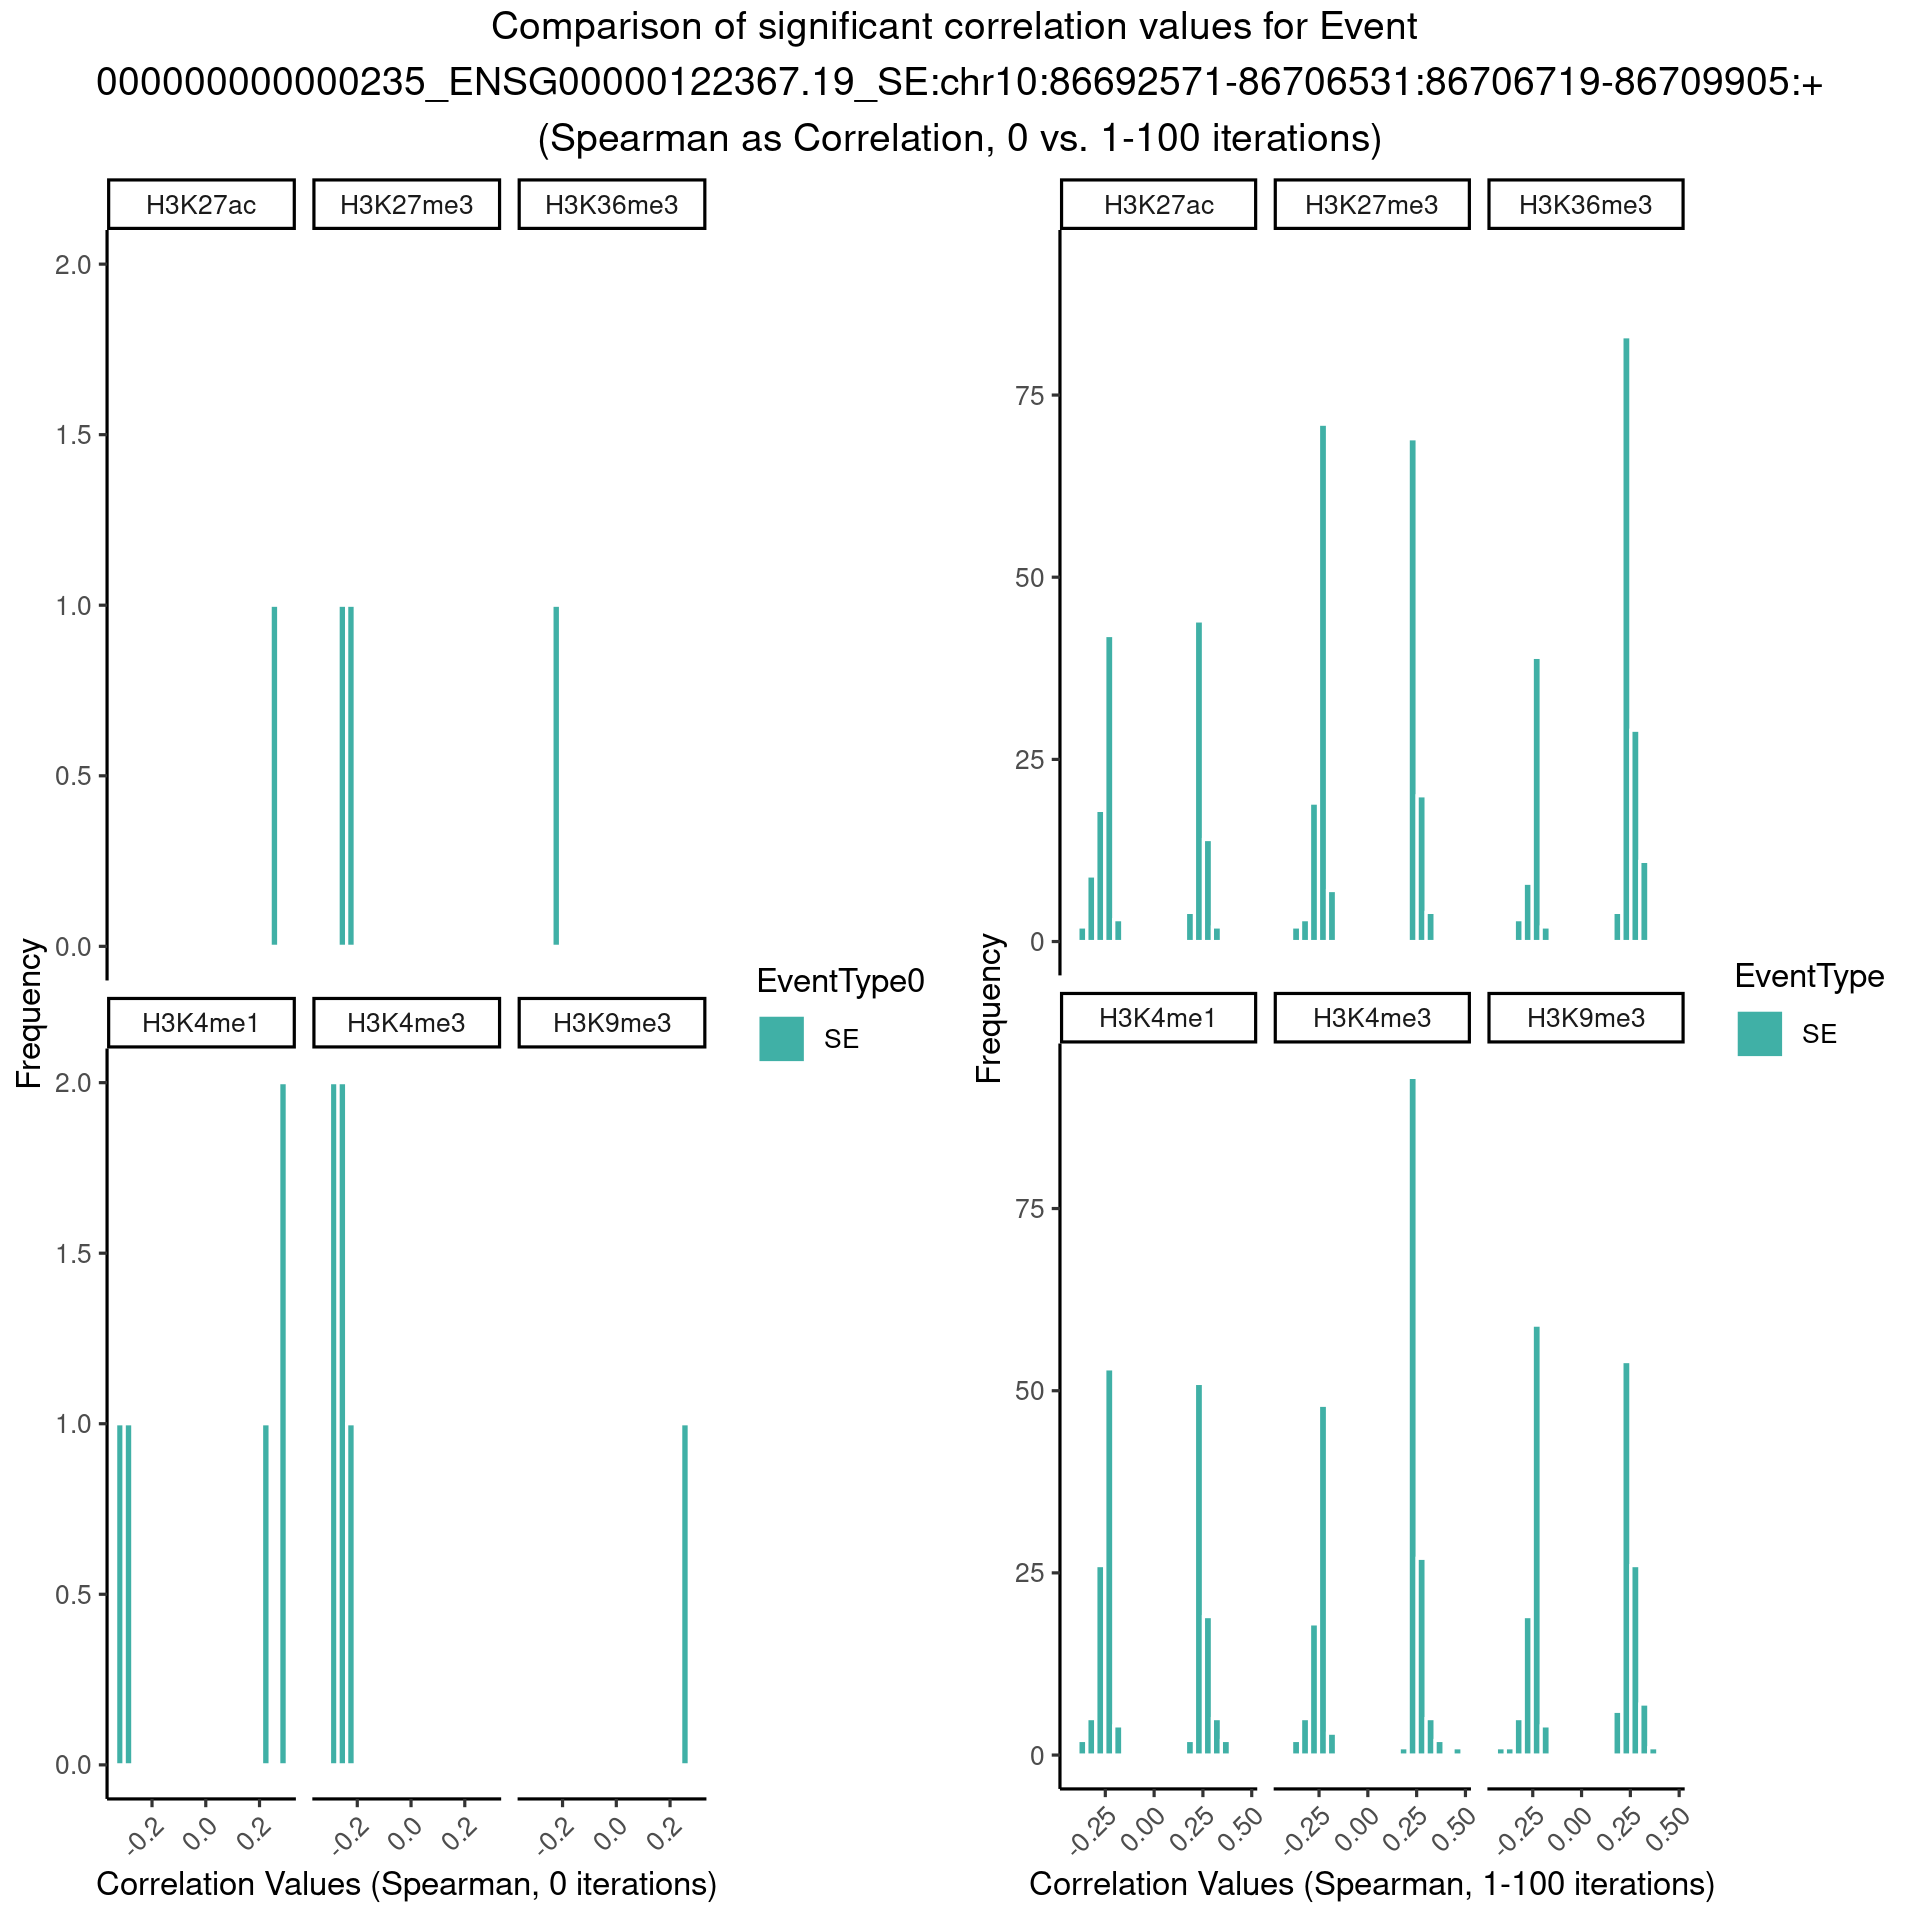 Comparison of significant correlation values for Event
000000000000235_ENSG00000122367.19_SE:chr10:86692571-86706531:86706719-86709905:+
(Spearman as Correlation, 0 vs. 1-100 iterations)
H3K27ac H3K27me3 H3K36me3
2.0
1.5
1.0
0.5
0.0
Frequency
H3K4me1 H3K4me3 H3K9me3
2.0
1.5
1.0
0.5
0.0
-0.2 0.0 0.2 -0.2 0.0 0.2 -0.2 0.0 0.2
Correlation Values (Spearman, 0 iterations)
EventType0
SE
H3K27ac H3K27me3 H3K36me3
75
50
25
0
Frequency
H3K4me1 H3K4me3 H3K9me3
75
50
25
0
-0.25 0.00 0.25 0.50 -0.25 0.00 0.25 0.50 -0.25 0.00 0.25 0.50
Correlation Values (Spearman, 1-100 iterations)
EventType
SE